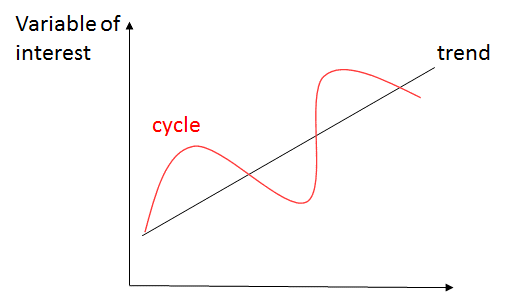 Variable of
interest
trend
cycle